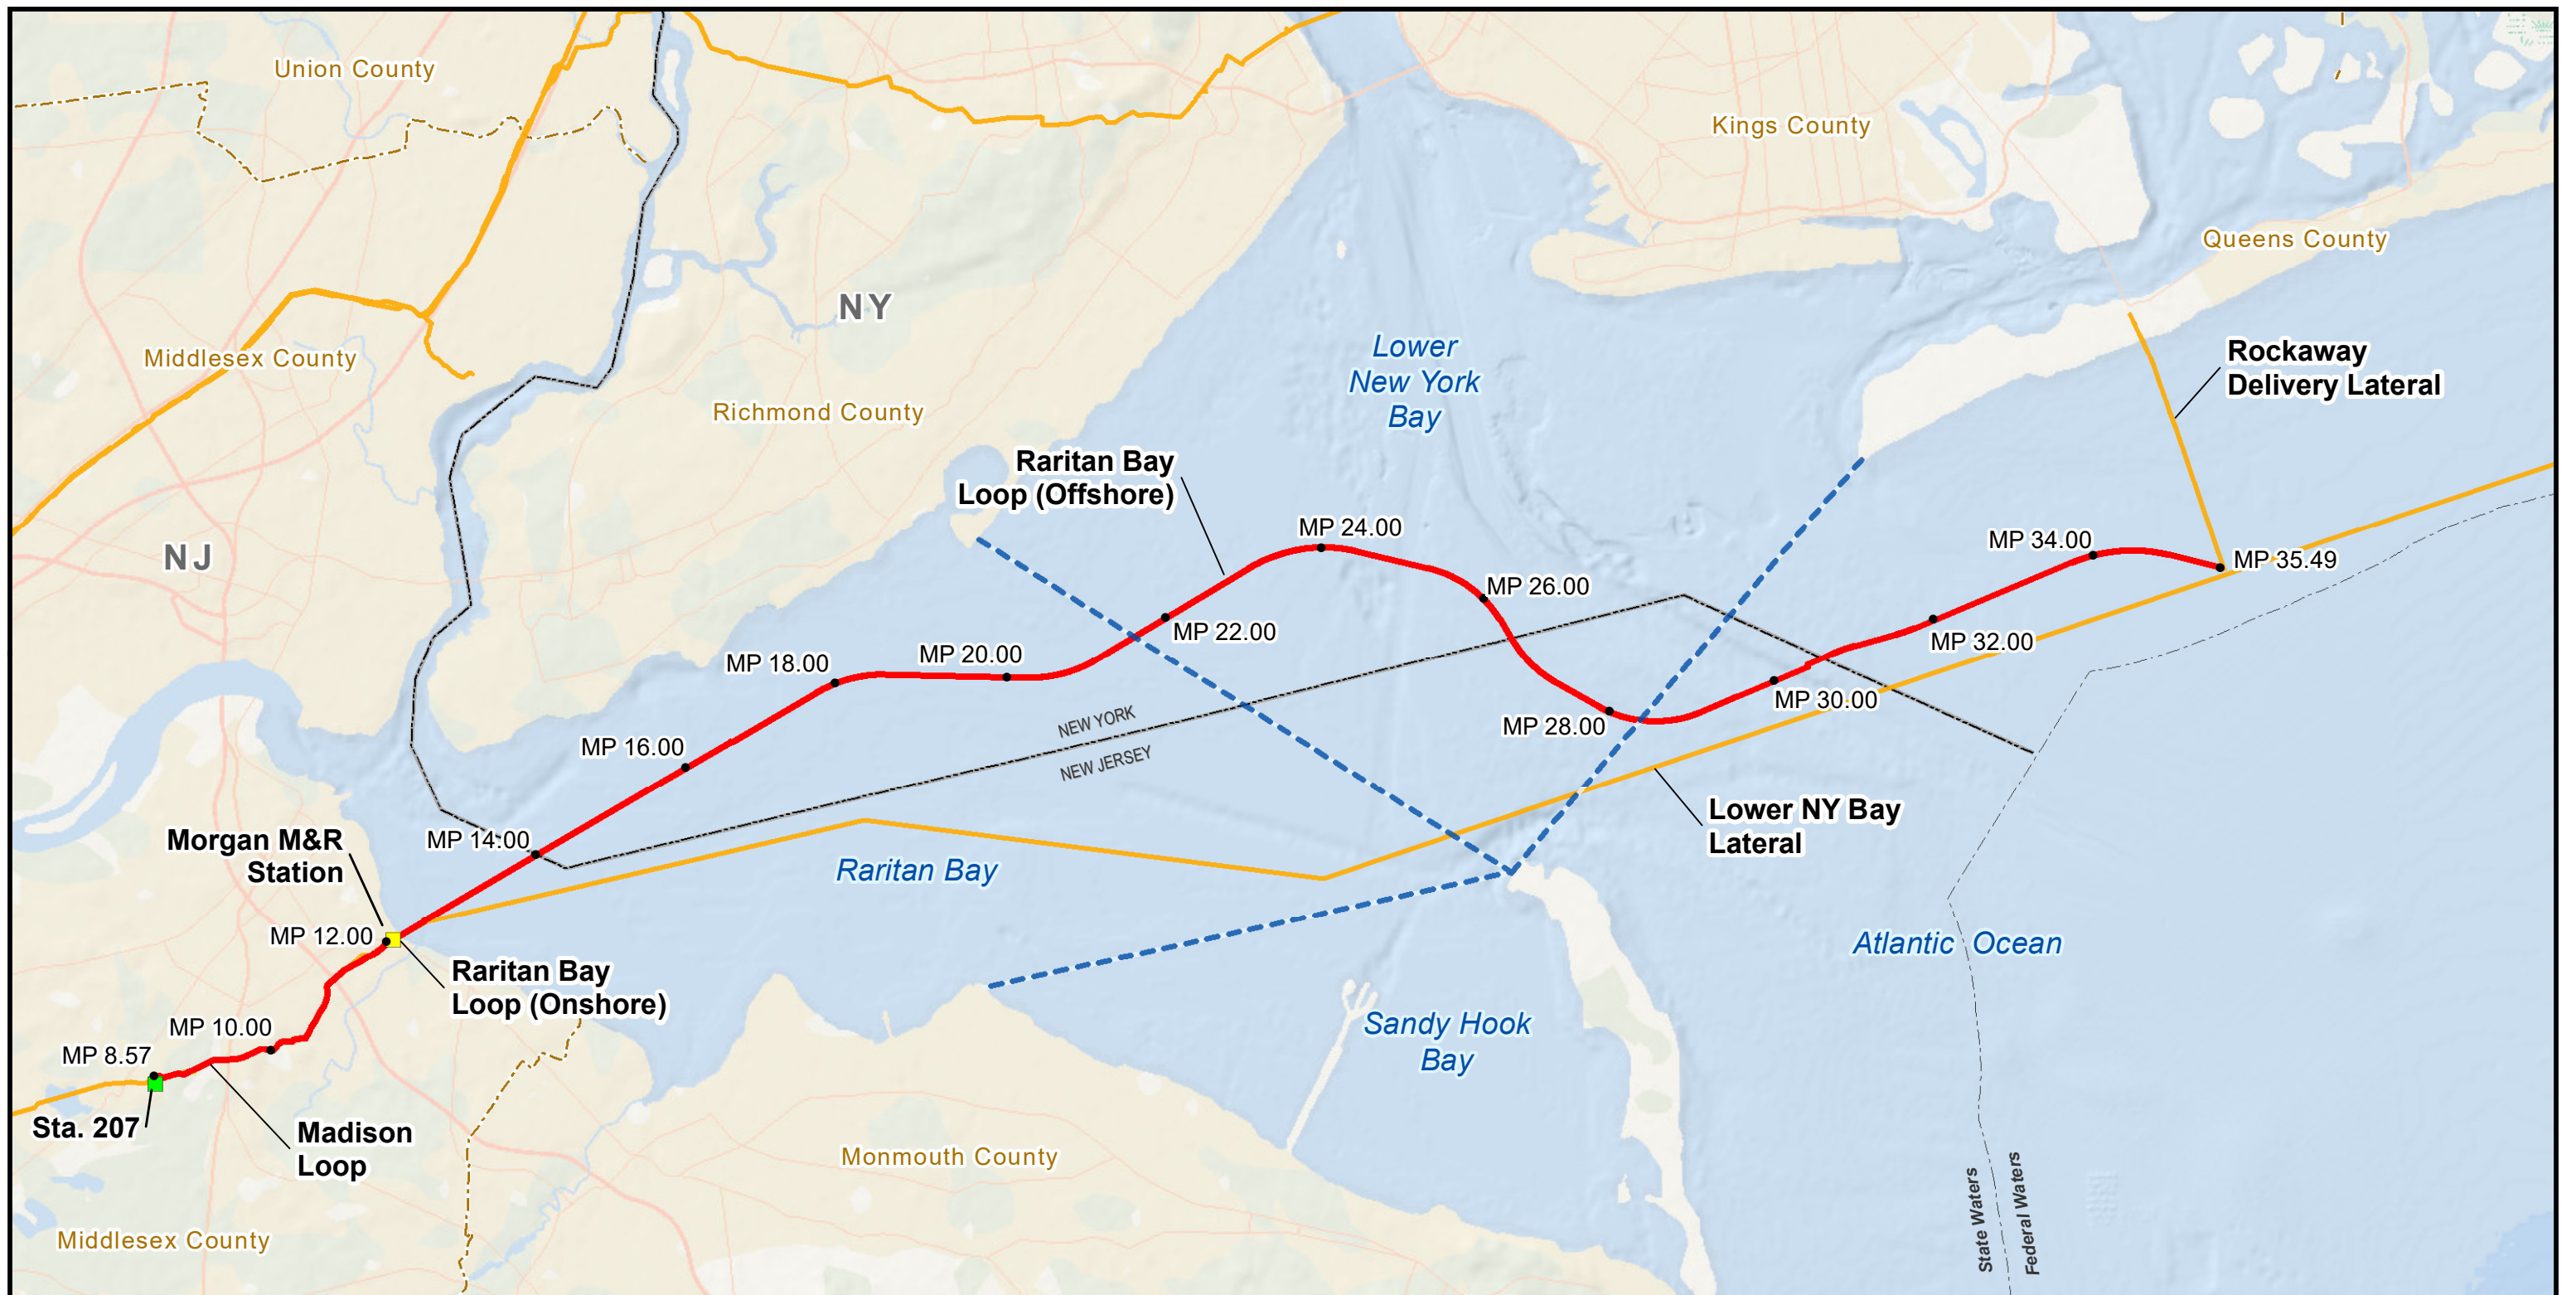 Union County
Kings County
Queens County
NY
Lower
New York
Bay
Rockaway
Delivery Lateral
Middlesex County
Richmond County
Raritan Bay
Loop (Offshore)
MP 24.00
MP 34.00
MP 35.49
NJ
MP 26.00
MP 22.00
MP 32.00
MP 20.00
MP 18.00
MP 30.00
NEW YORK
MP 28.00
MP 16.00
NEW JERSEY
Lower NY Bay
Lateral
MP 14.00
Morgan M&R
Station
Raritan Bay
MP 12.00
Atlantic Ocean
Raritan Bay
Loop (Onshore)
MP 10.00
Sandy Hook
Bay
MP 8.57
Sta. 207
Madison
Loop
Monmouth County
State Waters
Federal Waters
Middlesex County